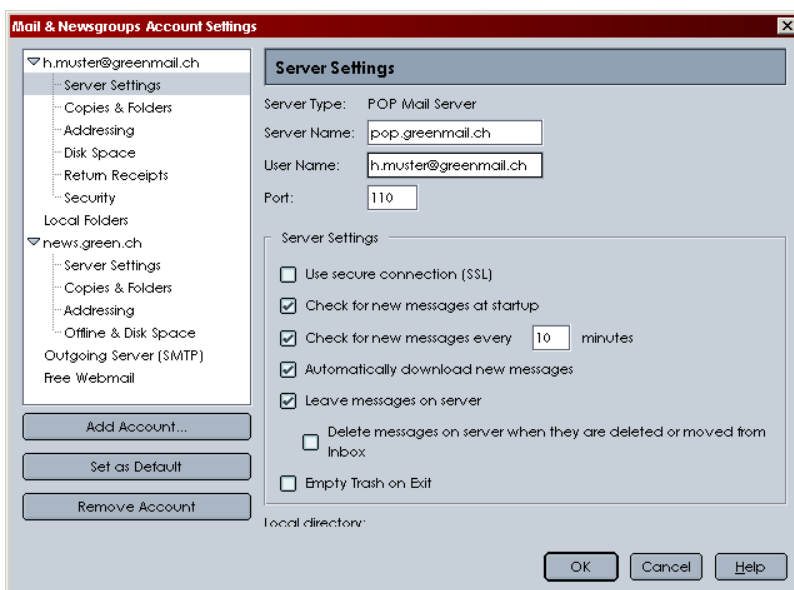 Mail & Newsgroups Account Settings
h.muster@greenmail.ch
Server Settings
Copies & Folders
Addressing
Disk Space
Return Receipts
Security
Local Folders
news.green.ch
Server Settings
Copies & Folders
Addressing
Offline & Disk Space
Outgoing Server (SMTP)
Free Webmail
Add Account...
Set as Default
Remove Account
Server Settings
Server Type: POP Mail Server
Server Name: pop.greenmail.ch
User Name: h.muster@greenmail.ch
Port: 110
Server Settings
Use secure connection (SSL)
Check for new messages at startup
Check for new messages every 10 minutes
Automatically download new messages
Leave messages on server
Delete messages on server when they are deleted or moved from
Inbox
Empty Trash on Exit
Local directory:
OK Cancel Help